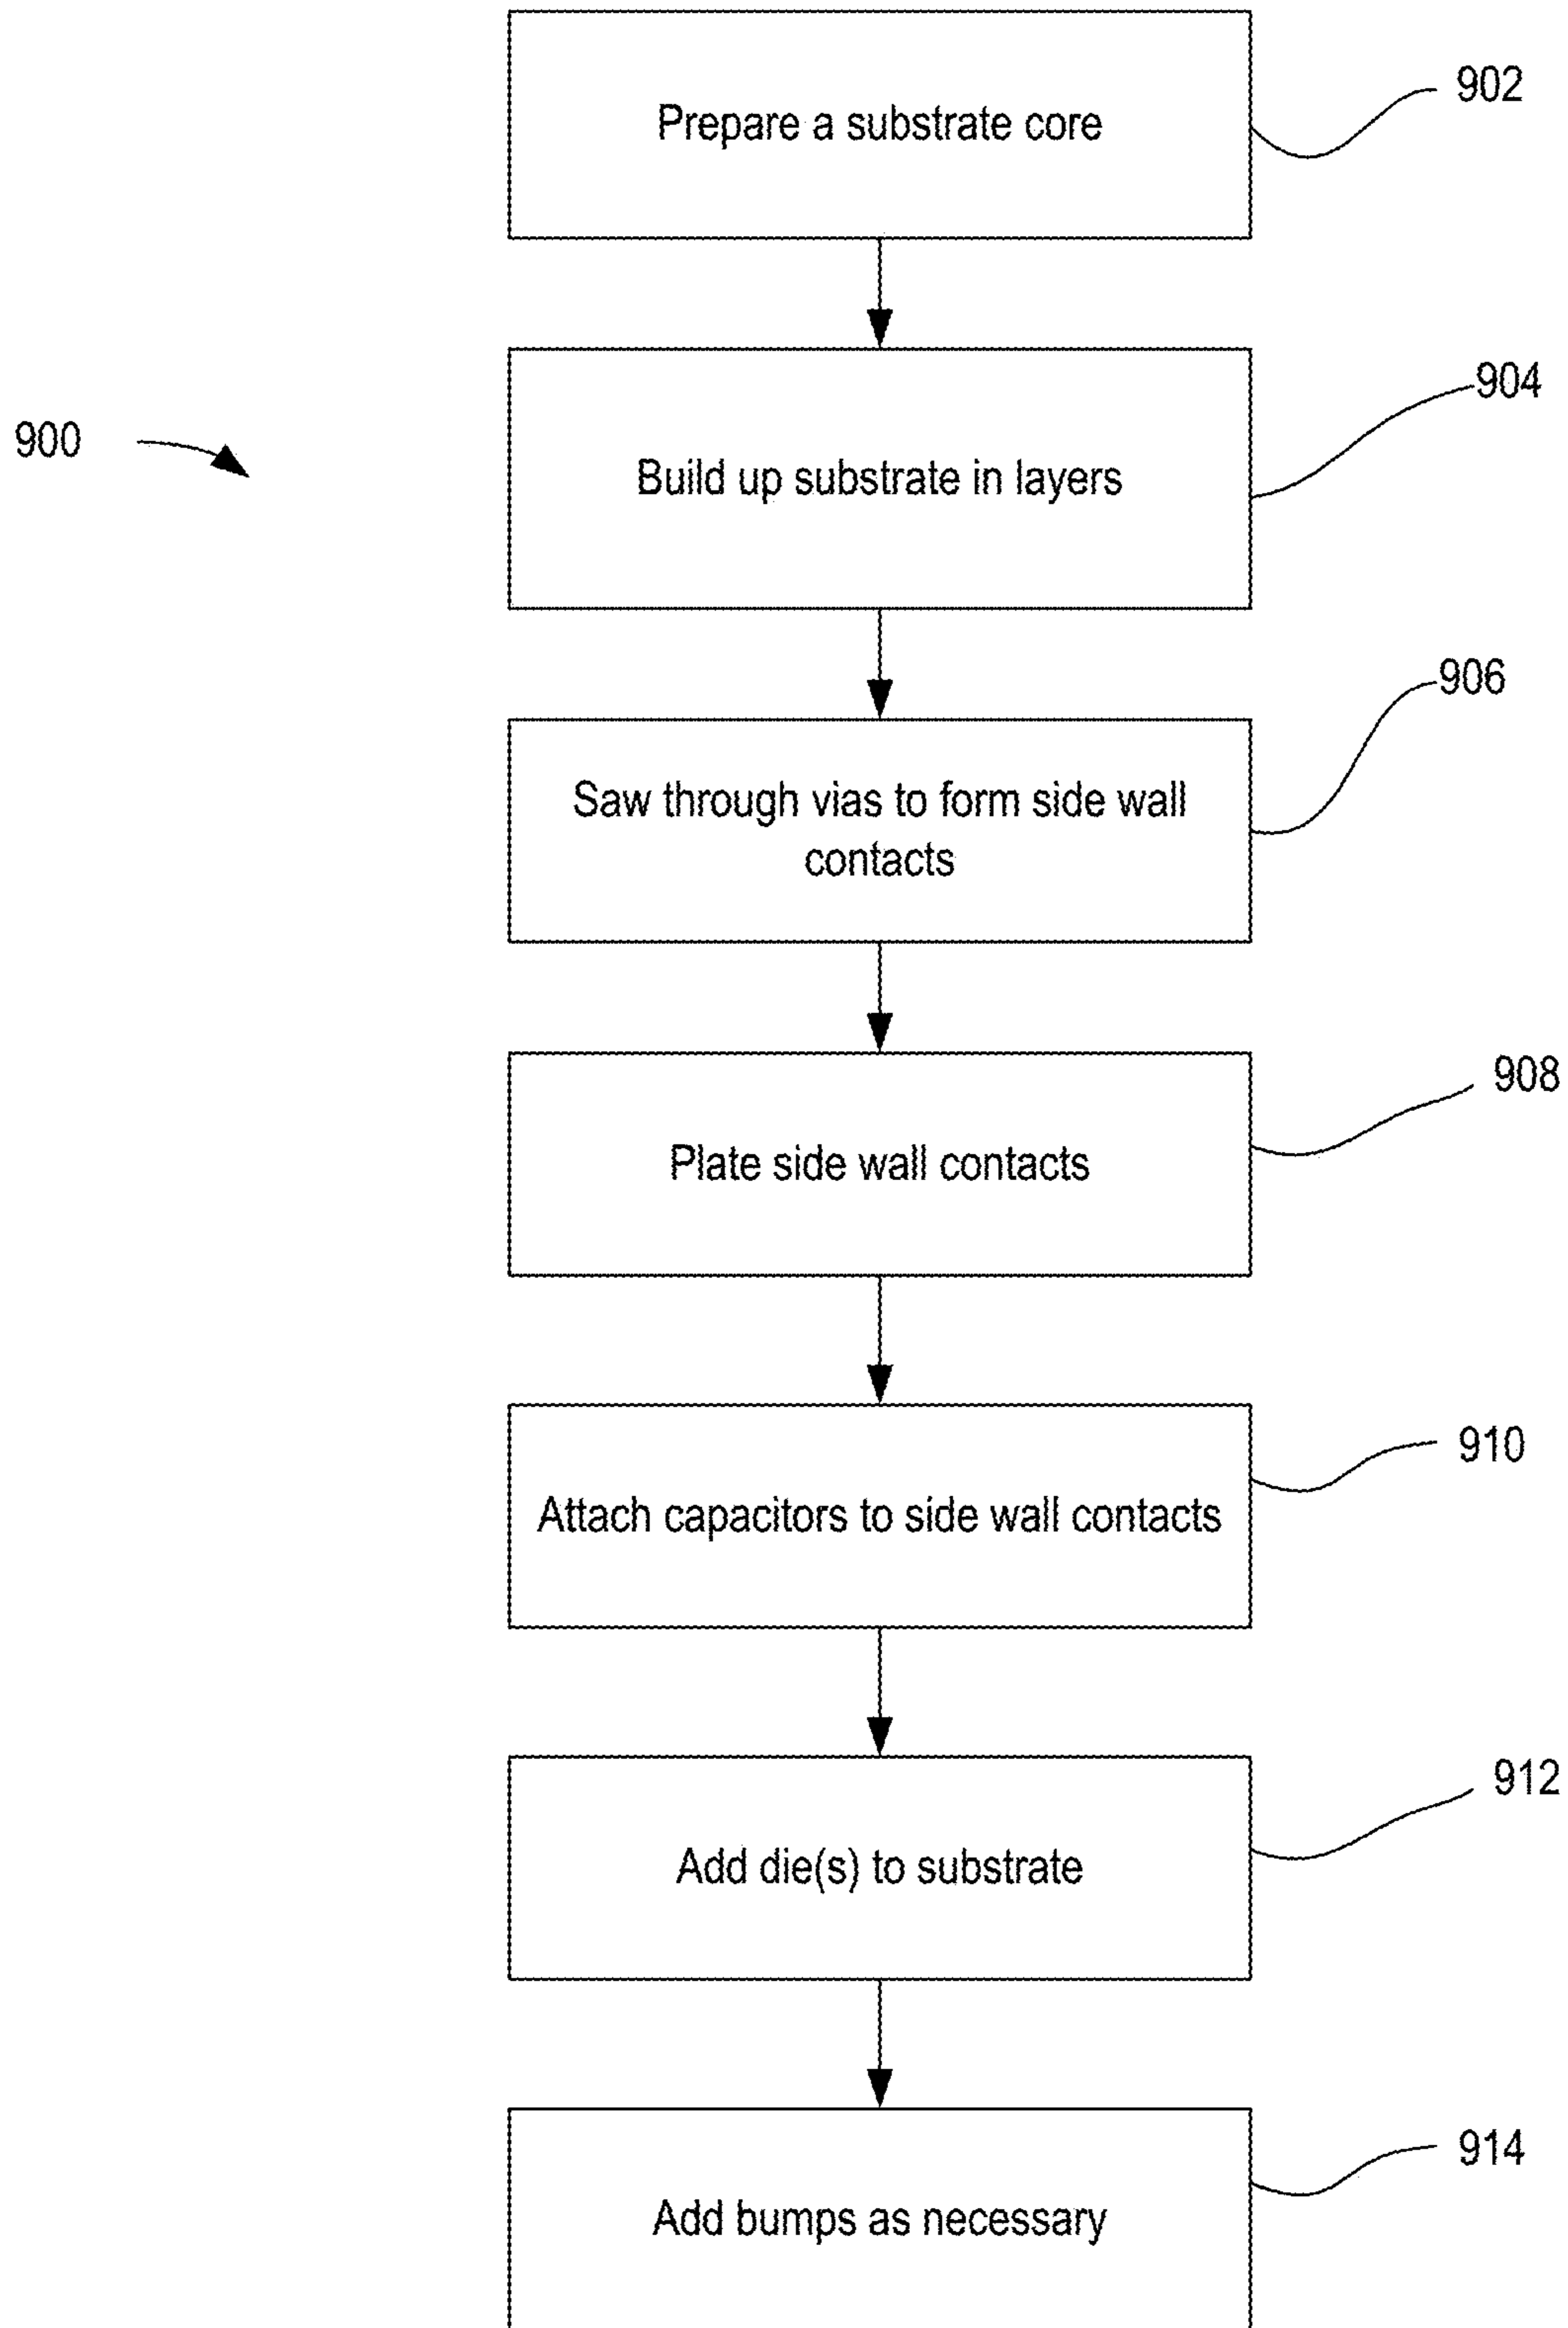 Prepare a substrate core
902
900
Build up substrate in layers
904
Saw through vias to form side wall
contacts
906
Plate side wall contacts
908
Attach capacitors to side wall contacts
910
Add die(s) to substrate
912
Add bumps as necessary
914